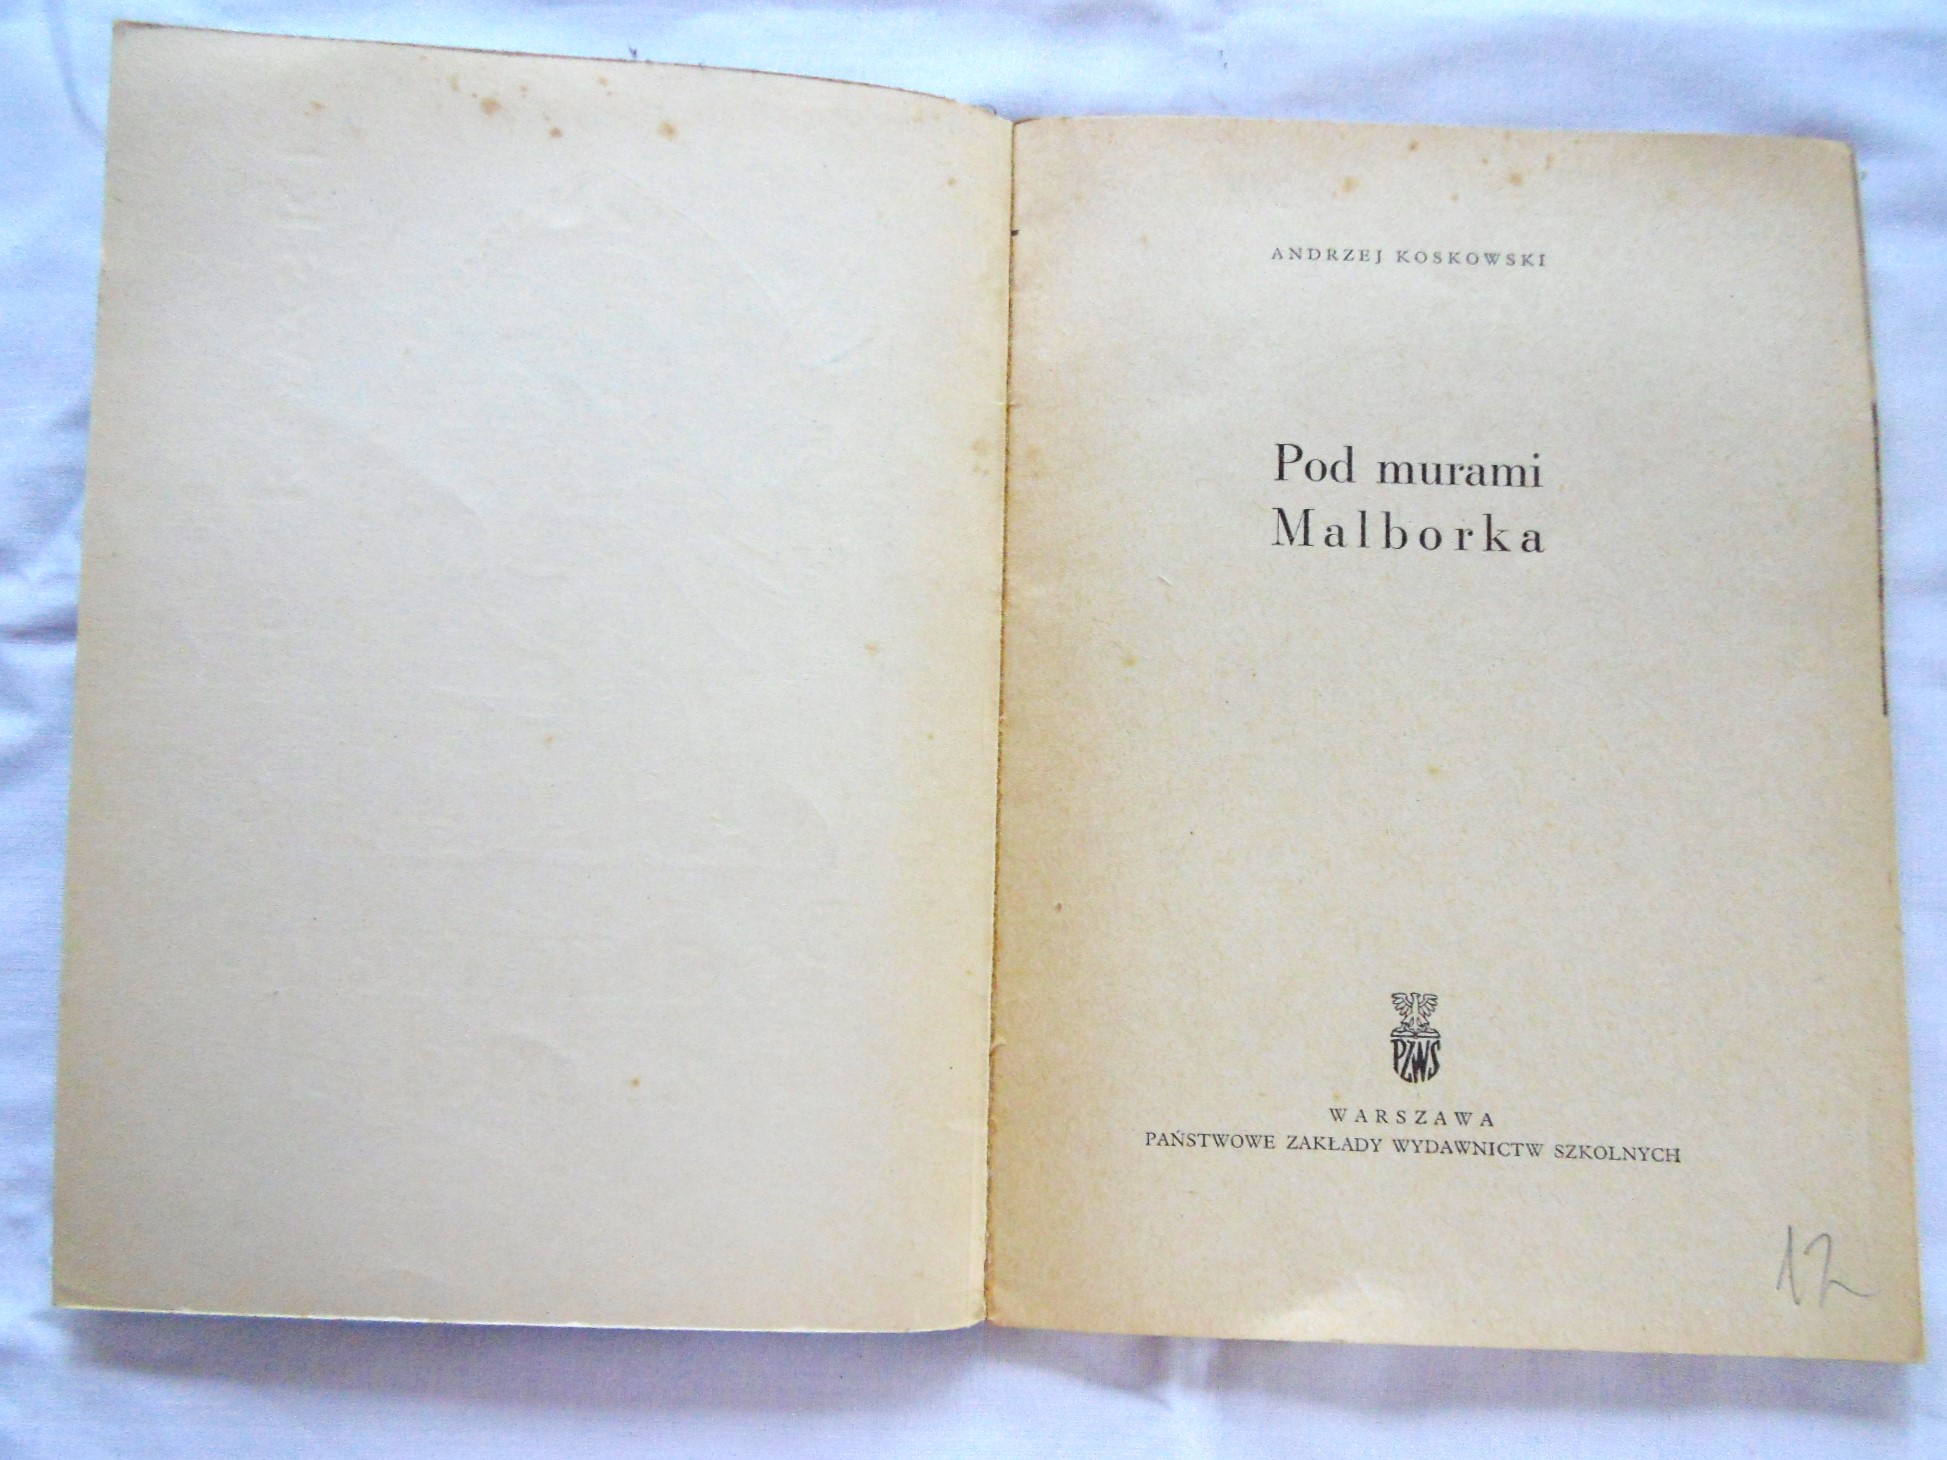 ANDRZEJ KOSKOWSKI
Pod murami
Malborka
PZWS
WARSZAWA
PAŃSTWOWE ZAKŁADY WYDAWNICTW SZKOLNYCH
12